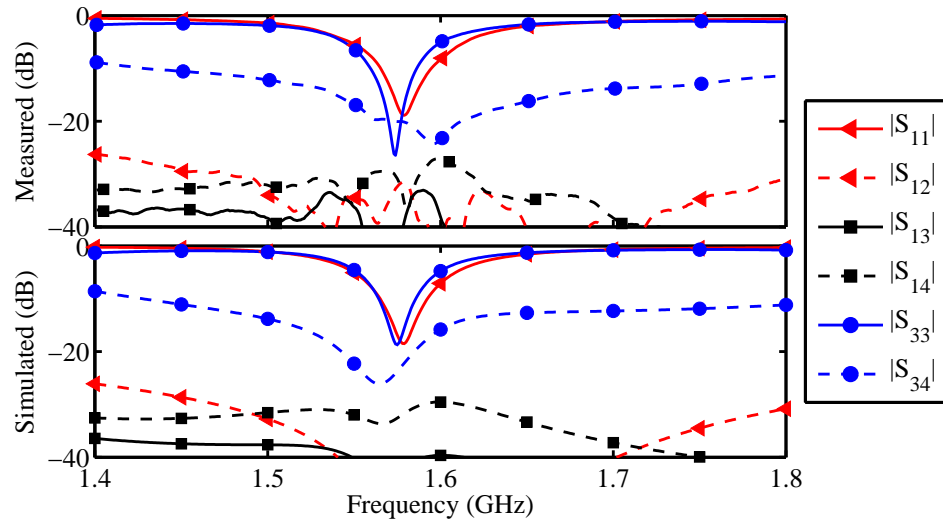 0
−20
−40
Measured (dB)
0
−20
−40
Simulated (dB)
1.4
1.5
1.6
1.7
1.8
Frequency (GHz)
|S11|
|S12|
|S13|
|S14|
|S33|
|S34|